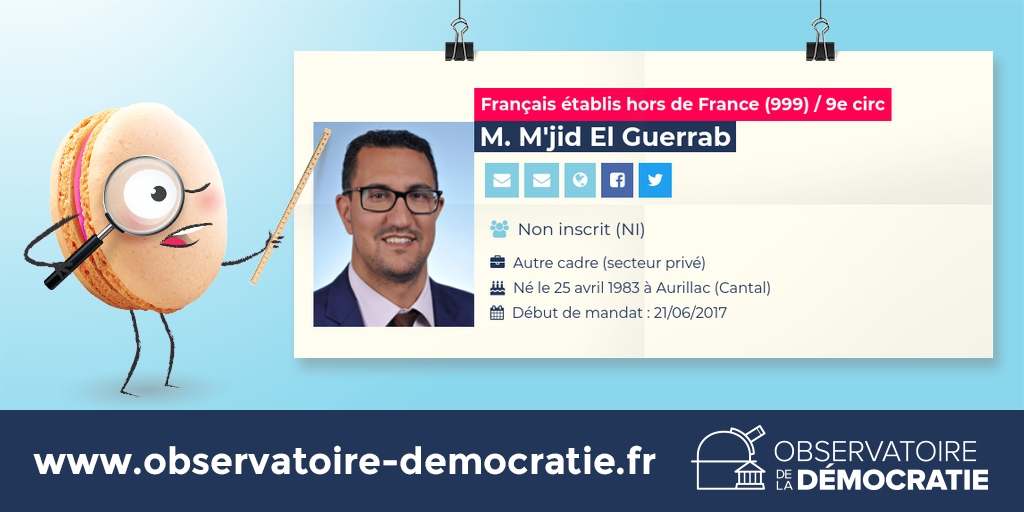 Français établis hors de France (999) / 9e circ
M. M'jid El Guerrab
Non inscrit (NI)
Autre cadre (secteur privé)
Né le 25 avril 1983 à Aurillac (Cantal)
Début de mandat : 21/06/2017
www.observatoire-democratie.fr
OBSERVATOIRE
DE LA DÉMOCRATIE